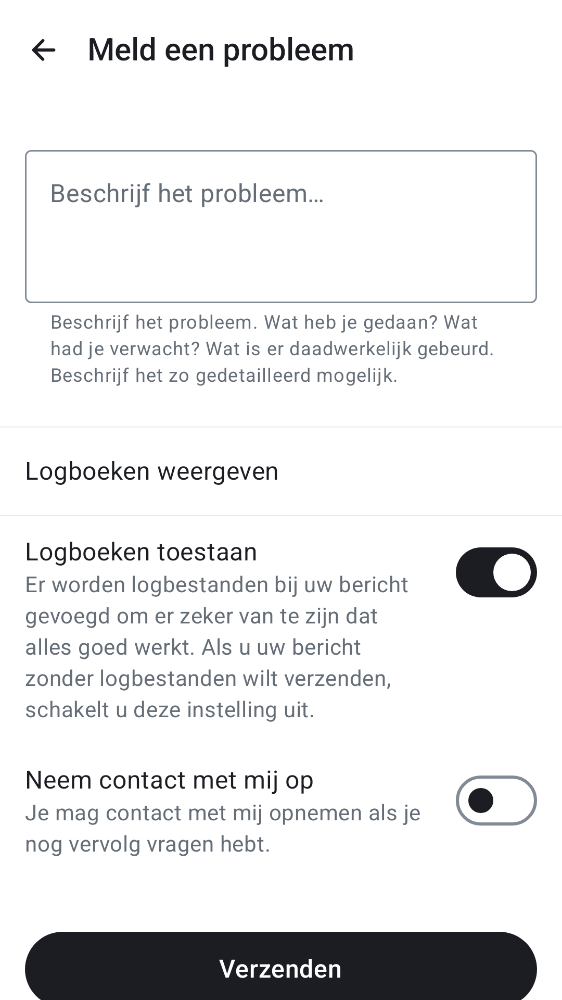 Meld een probleem
Beschrijf het probleem…
Beschrijf het probleem. Wat heb je gedaan? Wat
had je verwacht? Wat is er daadwerkelijk gebeurd.
Beschrijf het zo gedetailleerd mogelijk.
Logboeken weergeven
Logboeken toestaan
Er worden logbestanden bij uw bericht
gevoegd om er zeker van te zijn dat
alles goed werkt. Als u uw bericht
zonder logbestanden wilt verzenden,
schakelt u deze instelling uit.
Neem contact met mij op
Je mag contact met mij opnemen als je
nog vervolg vragen hebt.
Verzenden